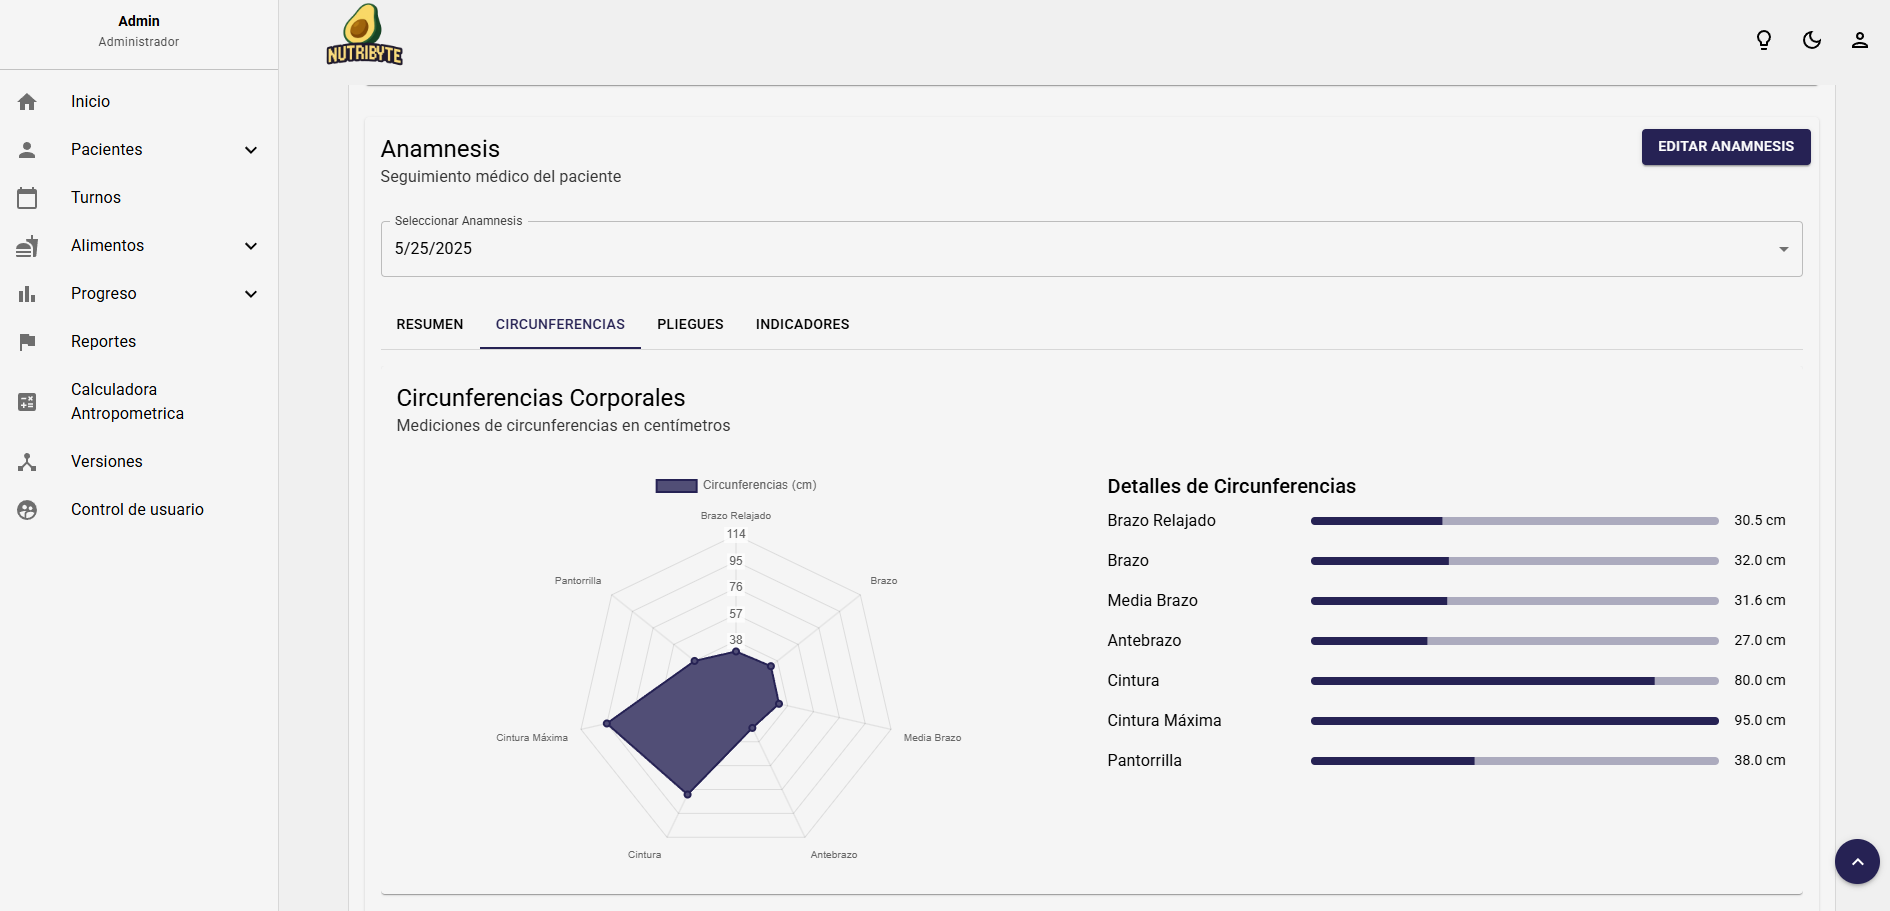 Admin
Administrador
Inicio
Pacientes
Turnos
Alimentos
Progreso
Reportes
Calculadora
Antropometrica
Versiones
Control de usuario
NUTRIBYTE
Anamnesis
EDITAR ANAMNESIS
Seguimiento médico del paciente
Seleccionar Anamnesis
5/25/2025
RESUMEN CIRCUNFERENCIAS PLIEGUES INDICADORES
Circunferencias Corporales
Mediciones de circunferencias en centímetros
Circunferencias (cm)
Brazo Relajado
114
95
76
57
38
Pantorrilla
Brazo
Cintura Máxima
Media Brazo
Cintura
Antebrazo
Detalles de Circunferencias
Brazo Relajado 30.5 cm
Brazo 32.0 cm
Media Brazo 31.6 cm
Antebrazo 27.0 cm
Cintura 80.0 cm
Cintura Máxima 95.0 cm
Pantorrilla 38.0 cm